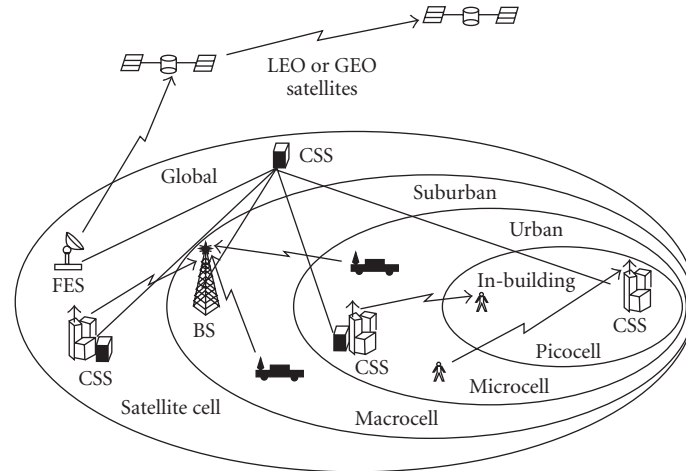 LEO or GEO
satellites
CSS
Global
Suburban
Urban
FES
In-building
BS
CSS
CSS
CSS
Picocell
Microcell
Satellite cell
Macrocell